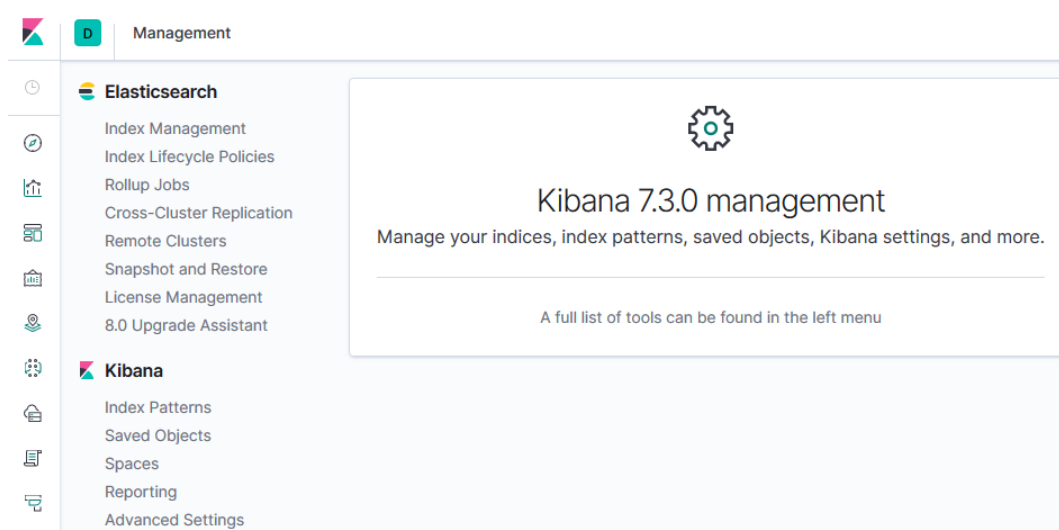 D Management
Elasticsearch
Index Management
Index Lifecycle Policies
Rollup Jobs
Cross-Cluster Replication
Remote Clusters
Snapshot and Restore
License Management
8.0 Upgrade Assistant
Kibana
Index Patterns
Saved Objects
Spaces
Reporting
Advanced Settings
Kibana 7.3.0 management
Manage your indices, index patterns, saved objects, Kibana settings, and more.
A full list of tools can be found in the left menu